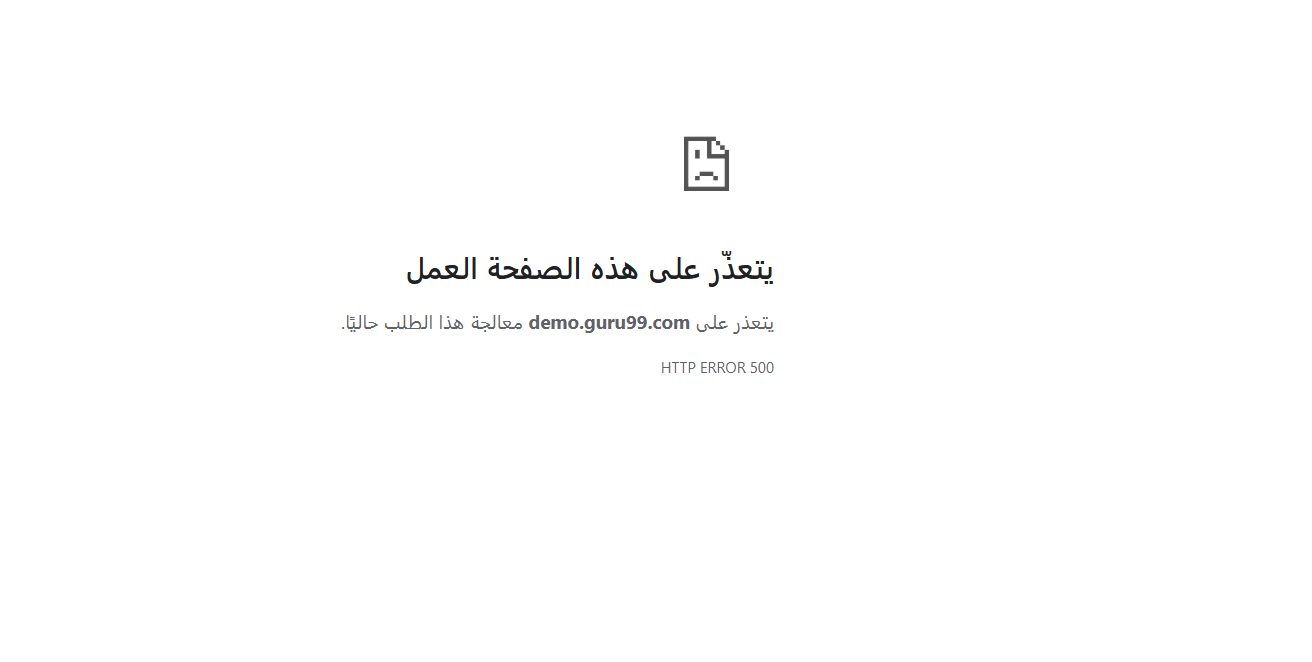 يتعذّر على هذه الصفحة العمل
يتعذر على demo.guru99.com معالجة هذا الطلب حاليًا.
HTTP ERROR 500